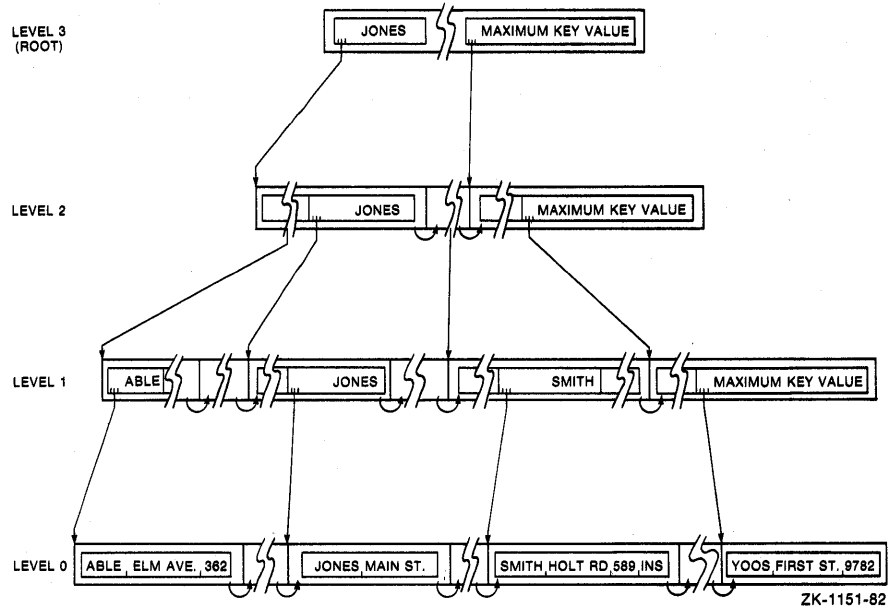 LEVEL 3
(ROOT)
JONES
MAXIMUM KEY VALUE
LEVEL 2
JONES
MAXIMUM KEY VALUE
LEVEL 1
ABLE
JONES
SMITH
MAXIMUM KEY VALUE
LEVEL 0
ABLE ELM AVE. 362
JONES MAIN ST.
SMITH HOLT RD 589 INS
YOOS FIRST ST. 9782
ZK-1151-82